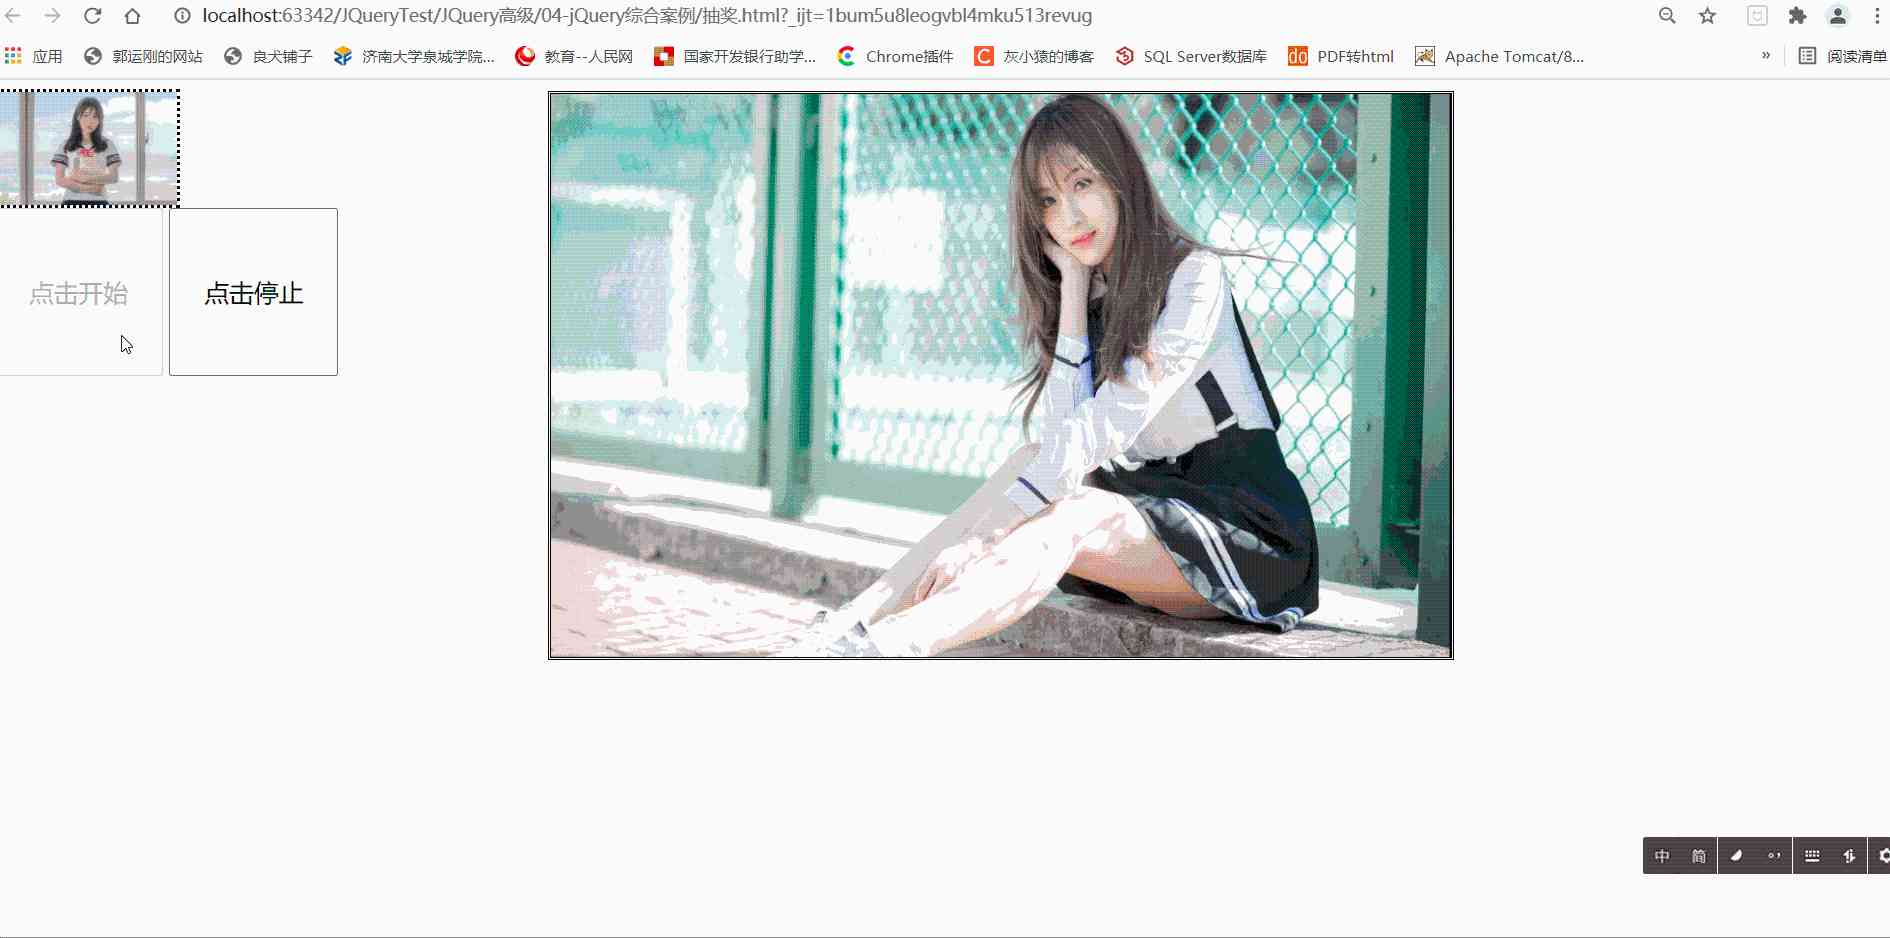 localhost:63342/JQueryTest/JQuery高级/04-jQuery综合案例/抽奖.html?_ijt=1bum5u8leogvbl4mku513revug
应用 郭运刚的网站 良犬铺子 济南大学泉城学院... 教育--人民网 国家开发银行助学... Chrome插件 灰小猿的博客 SQL Server数据库 do PDF转html Apache Tomcat/8... » 阅读清单
点击开始 点击停止
中 简